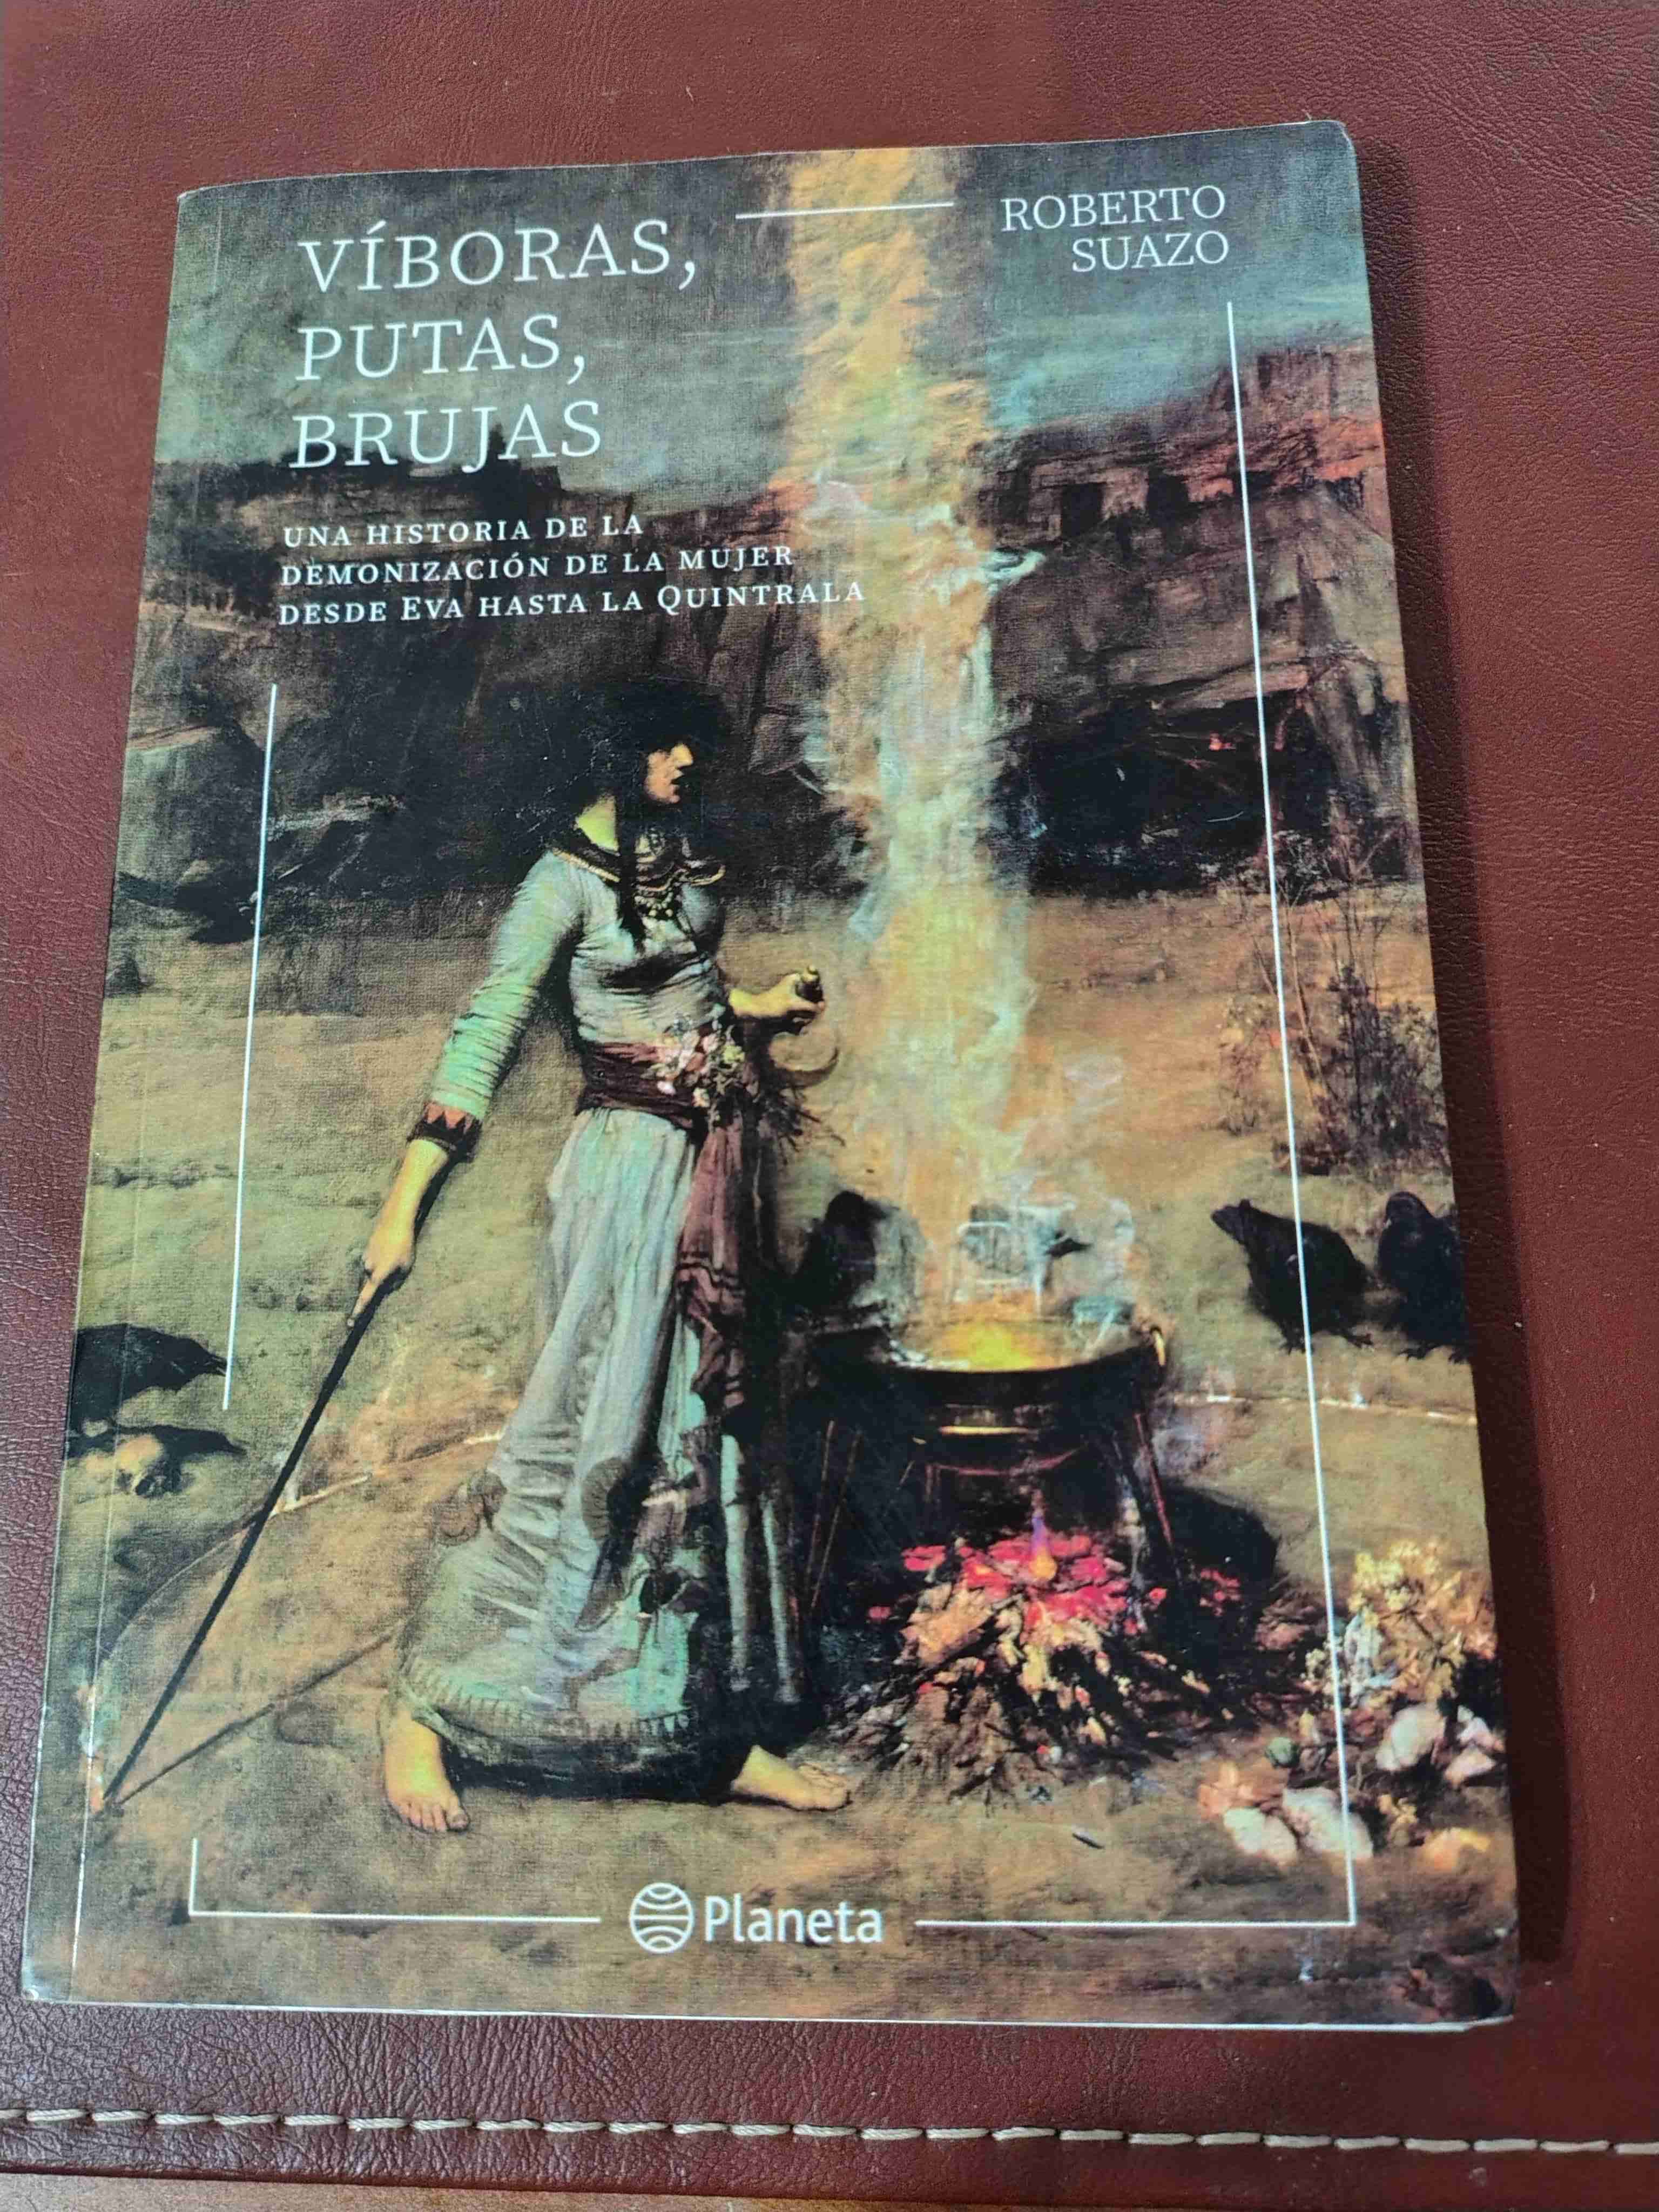 VÍBORAS,
PUTAS,
BRUJAS
ROBERTO
SUAZO
UNA HISTORIA DE LA
DEMONIZACIÓN DE LA MUJER
DESDE EVA HASTA LA QUINTRALA
Planeta